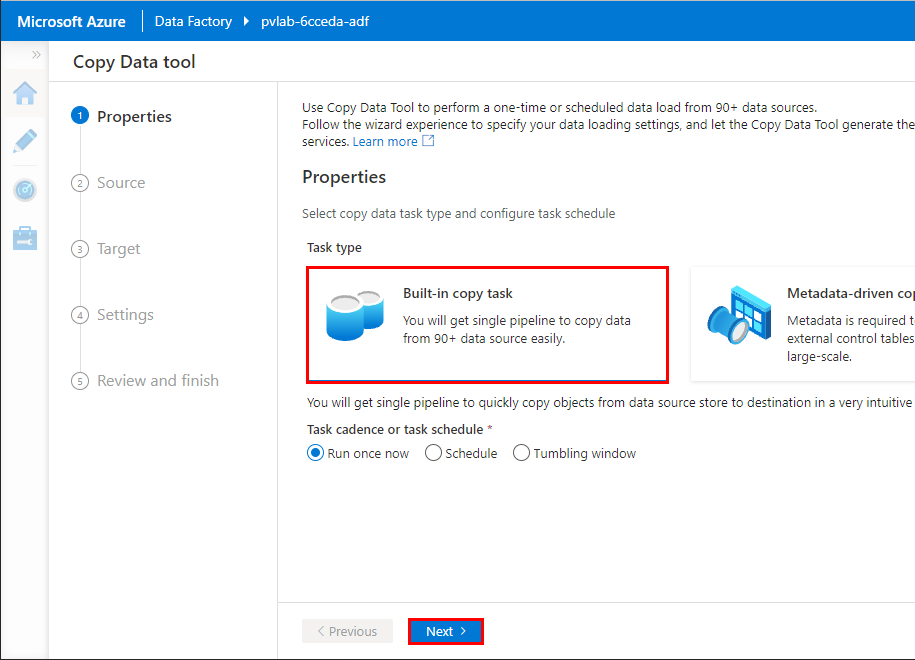 Microsoft Azure
Data Factory
pvlab-6cceda-adf
Copy Data tool
1 Properties
2 Source
3 Target
4 Settings
5 Review and finish
Use Copy Data Tool to perform a one-time or scheduled data load from 90+ data sources.
Follow the wizard experience to specify your data loading settings, and let the Copy Data Tool generate the
services. Learn more
Properties
Select copy data task type and configure task schedule
Task type
Built-in copy task
You will get single pipeline to copy data
from 90+ data source easily.
Metadata-driven cop
Metadata is required t
external control tables
large-scale.
You will get single pipeline to quickly copy objects from data source store to destination in a very intuitive
Task cadence or task schedule *
Run once now
Schedule
Tumbling window
< Previous
Next >